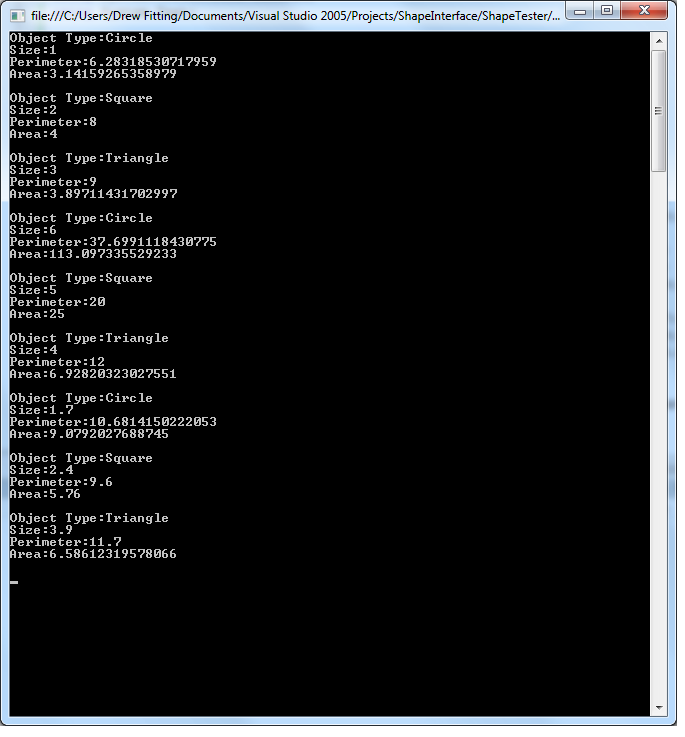 file:///C:/Users/Drew Fitting/Documents/Visual Studio 2005/Projects/ShapeInterface/ShapeTester/...
Object Type:Circle
Size:1
Perimeter:6.28318530717959
Area:3.14159265358979
Object Type:Square
Size:2
Perimeter:8
Area:4
Object Type:Triangle
Size:3
Perimeter:9
Area:3.89711431702997
Object Type:Circle
Size:6
Perimeter:37.6991118430775
Area:113.097335529233
Object Type:Square
Size:5
Perimeter:20
Area:25
Object Type:Triangle
Size:4
Perimeter:12
Area:6.92820323027551
Object Type:Circle
Size:1.7
Perimeter:10.6814150222053
Area:9.0792027688745
Object Type:Square
Size:2.4
Perimeter:9.6
Area:5.76
Object Type:Triangle
Size:3.9
Perimeter:11.7
Area:6.58612319578066